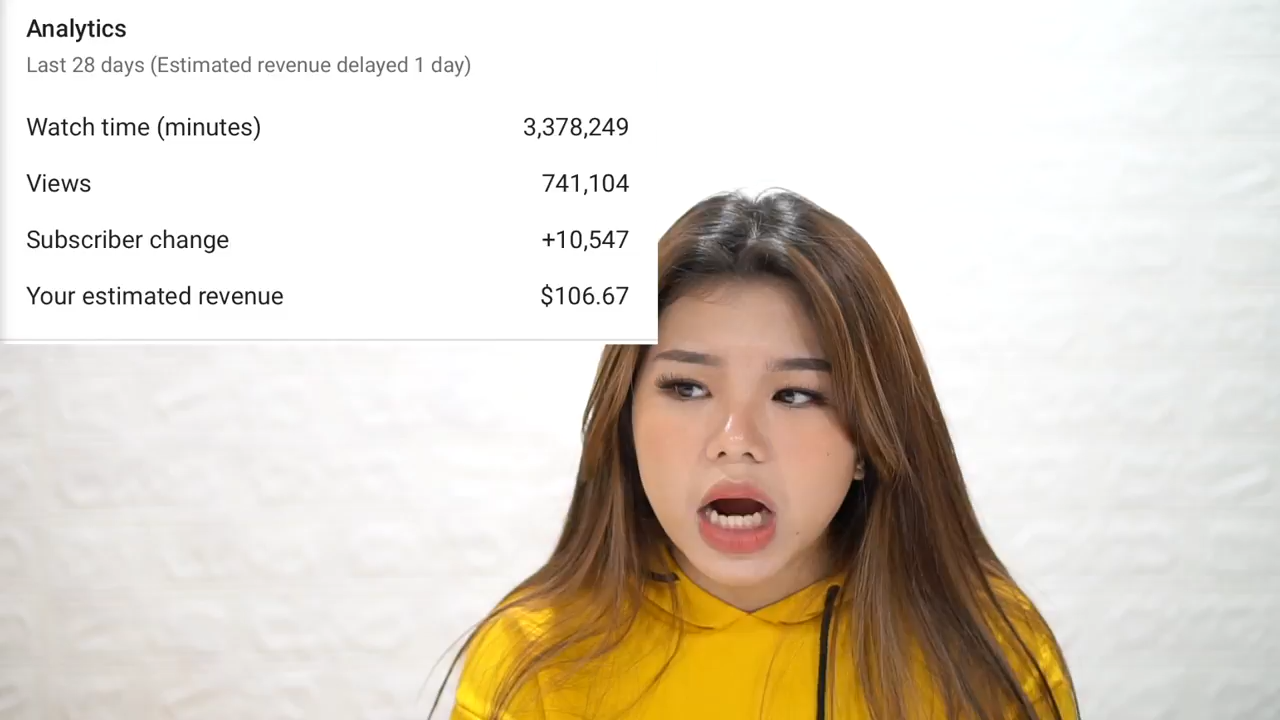 Analytics
Last 28 days (Estimated revenue delayed 1 day)
Watch time (minutes) 3,378,249
Views 741,104
Subscriber change +10,547
Your estimated revenue $106.67